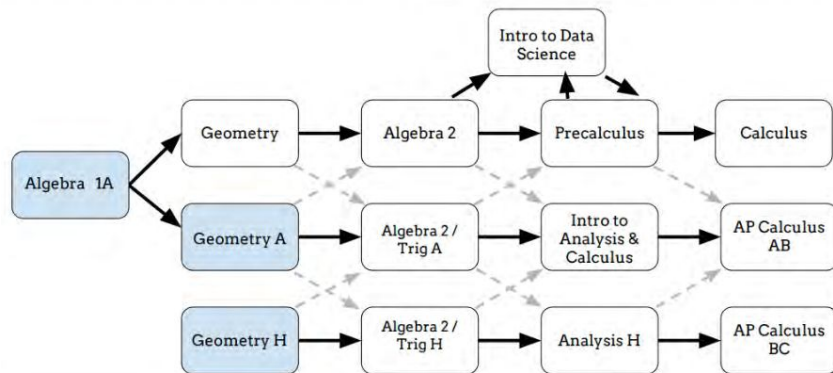 Intro to Data
Science
Geometry
Algebra 2
Precalculus
Calculus
Algebra 1A
Geometry A
Algebra 2 /
Trig A
Intro to
Analysis &
Calculus
AP Calculus
AB
Geometry H
Algebra 2 /
Trig H
Analysis H
AP Calculus
BC